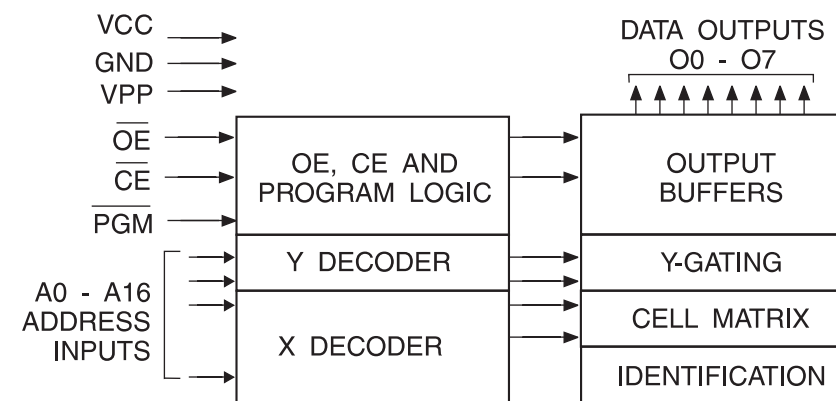 VCC
GND
VPP
OE
CE
PGM
A0 - A16
ADDRESS
INPUTS
OE, CE AND
PROGRAM LOGIC
Y DECODER
X DECODER
DATA OUTPUTS
O0 - O7
OUTPUT
BUFFERS
Y-GATING
CELL MATRIX
IDENTIFICATION